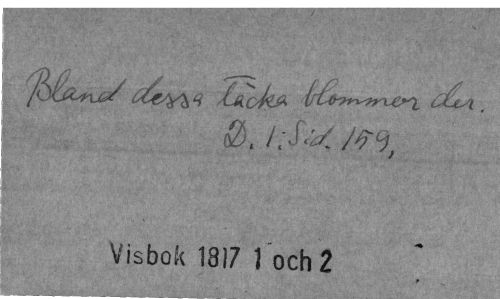 Bland dessa täcka blommor der.
D. 1: Sid. 159,
Visbok 1817 1 och 2